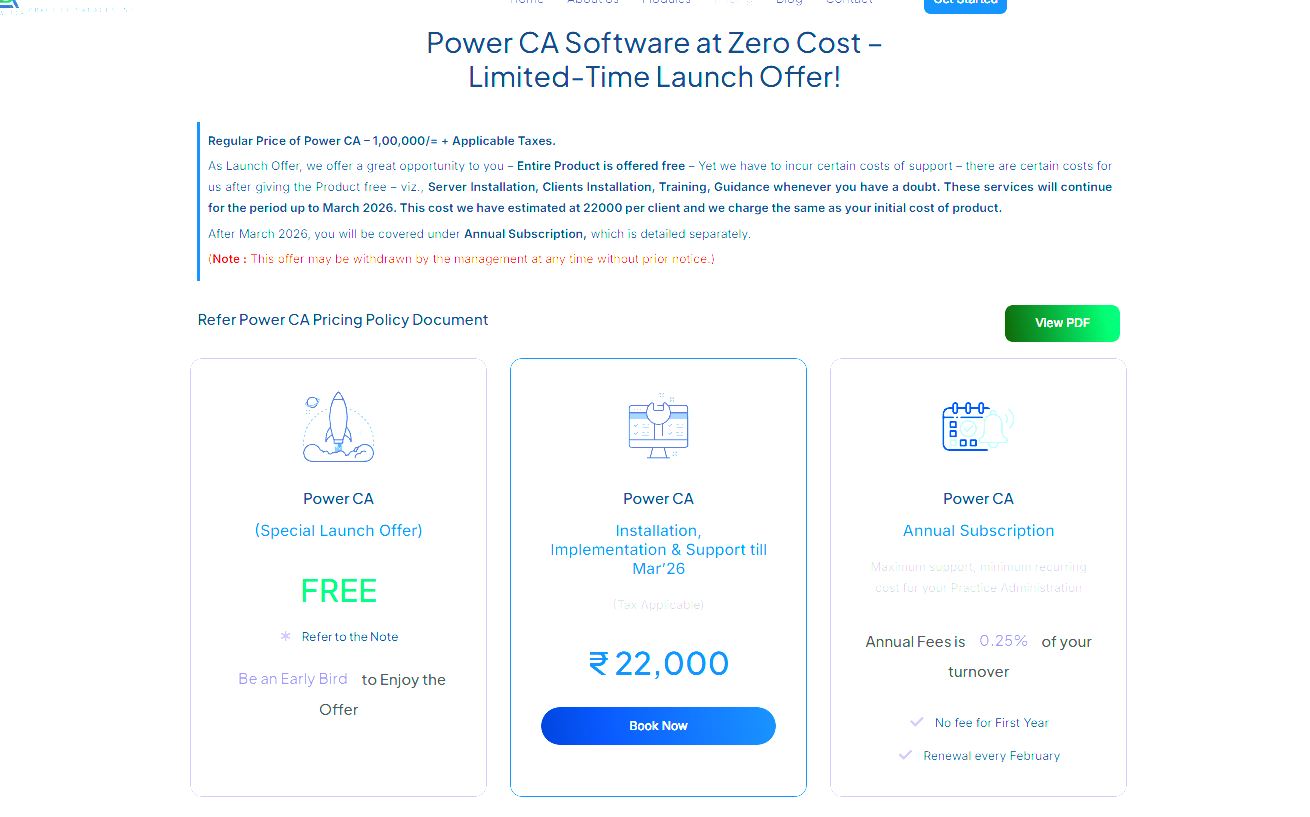 Home About Us Modules Pricing Blog Contact Get Started
Power CA Software at Zero Cost –
Limited-Time Launch Offer!
Regular Price of Power CA – 1,00,000/= + Applicable Taxes.
As Launch Offer, we offer a great opportunity to you – Entire Product is offered free – Yet we have to incur certain costs of support – there are certain costs for
us after giving the Product free – viz., Server Installation, Clients Installation, Training, Guidance whenever you have a doubt. These services will continue
for the period up to March 2026. This cost we have estimated at 22000 per client and we charge the same as your initial cost of product.
After March 2026, you will be covered under Annual Subscription, which is detailed separately.
(Note : This offer may be withdrawn by the management at any time without prior notice.)
Refer Power CA Pricing Policy Document
View PDF
Power CA
(Special Launch Offer)
FREE
* Refer to the Note
Be an Early Bird to Enjoy the
Offer
Power CA
Installation,
Implementation & Support till
Mar’26
(Tax Applicable)
₹ 22,000
Book Now
Power CA
Annual Subscription
Maximum support, minimum recurring
cost for your Practice Administration
Annual Fees is 0.25% of your
turnover
No fee for First Year
Renewal every February